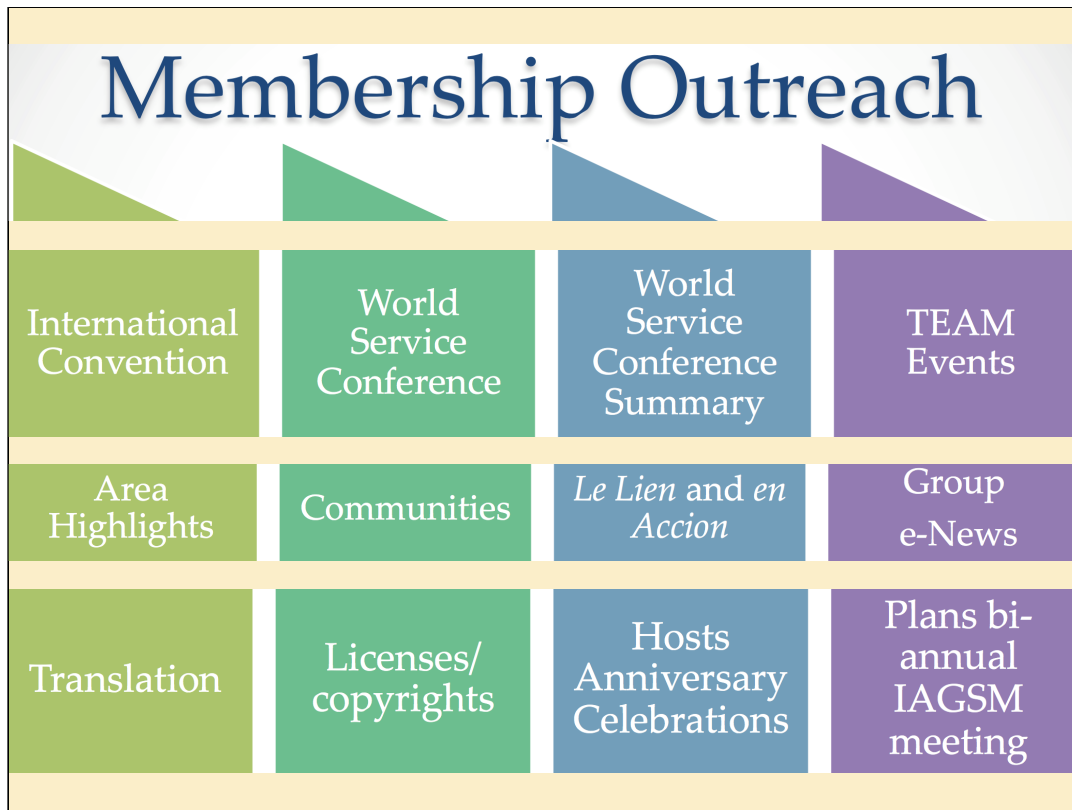 Membership Outreach
International
Convention
World
Service
Conference
World
Service
Conference
Summary
TEAM
Events
Area
Highlights
Communities
Le Lien and en
Accion
Group
e-News
Translation
Licenses/
copyrights
Hosts
Anniversary
Celebrations
Plans bi-
annual
IAGSM
meeting